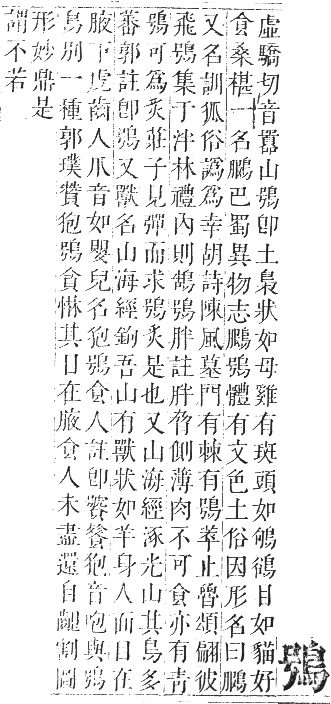 鴞
虛驕切音囂山鴞卽土梟狀如母雞有斑頭如鴝鵒目如貓好
食桑椹一名鵩巴蜀異物志鵩鴞體有文色土俗因形名曰鵩
又名訓狐俗譌爲幸胡詩陳風墓門有棘有鴞萃止魯頌翩彼
飛鴞集于泮林禮內則鵠鴞胖註胖脅側薄肉不可食亦有靑
鴞可爲炙莊子見彈而求鴞炙是也又山海經涿光山其鳥多
蕃郭註卽鴞又獸名山海經鉤吾山有獸狀如羊身人面目在
腋下虎齒人爪音如嬰兒名狍鴞食人註卽饕餮狍音咆與鴞
鳥別一種郭璞贊狍鴞貪惏其目在腋食人未盡還自齦割圖
形妙鼎是
謂不若